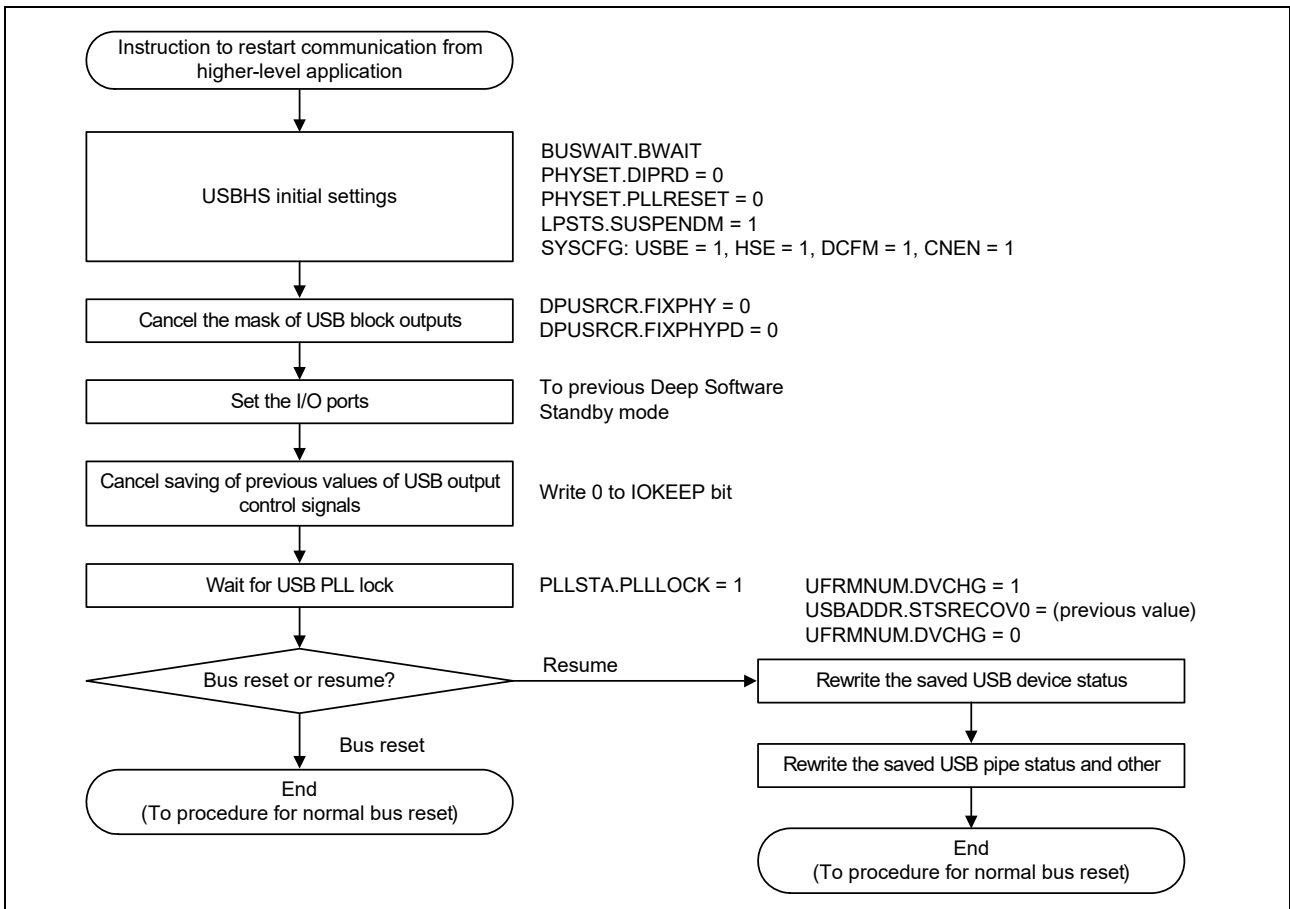 Instruction to restart communication from
higher-level application
USBHS initial settings
BUSWAIT.BWAIT
PHYSET.DIPRD = 0
PHYSET.PLLRESET = 0
LPSTS.SUSPENDM = 1
SYSCFG: USBE = 1, HSE = 1, DCFM = 1, CNEN = 1
Cancel the mask of USB block outputs
DPUSRCR.FIXPHY = 0
DPUSRCR.FIXPHYPD = 0
Set the I/O ports
To previous Deep Software
Standby mode
Cancel saving of previous values of USB output
control signals
Write 0 to IOKEEP bit
Wait for USB PLL lock
PLLSTA.PLLLOCK = 1
UFRMNUM.DVCHG = 1
USBADDR.STSRECOV0 = (previous value)
UFRMNUM.DVCHG = 0
Bus reset or resume?
Resume
Rewrite the saved USB device status
Bus reset
Rewrite the saved USB pipe status and other
End
(To procedure for normal bus reset)
End
(To procedure for normal bus reset)